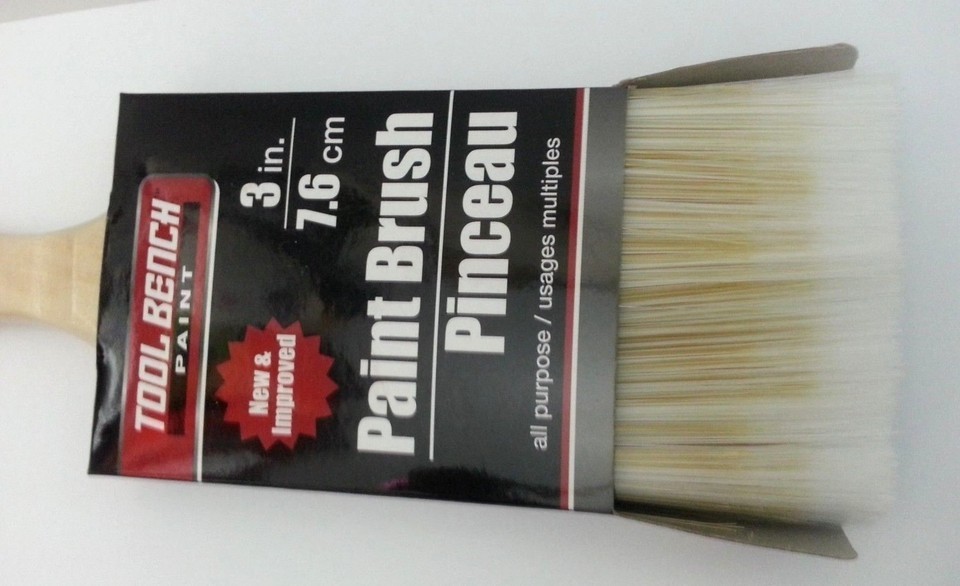 TOOL BENCH
PAINT
New &
Improved
3 in.
7.6 cm
Paint Brush
Pinceau
all purpose / usages multiples